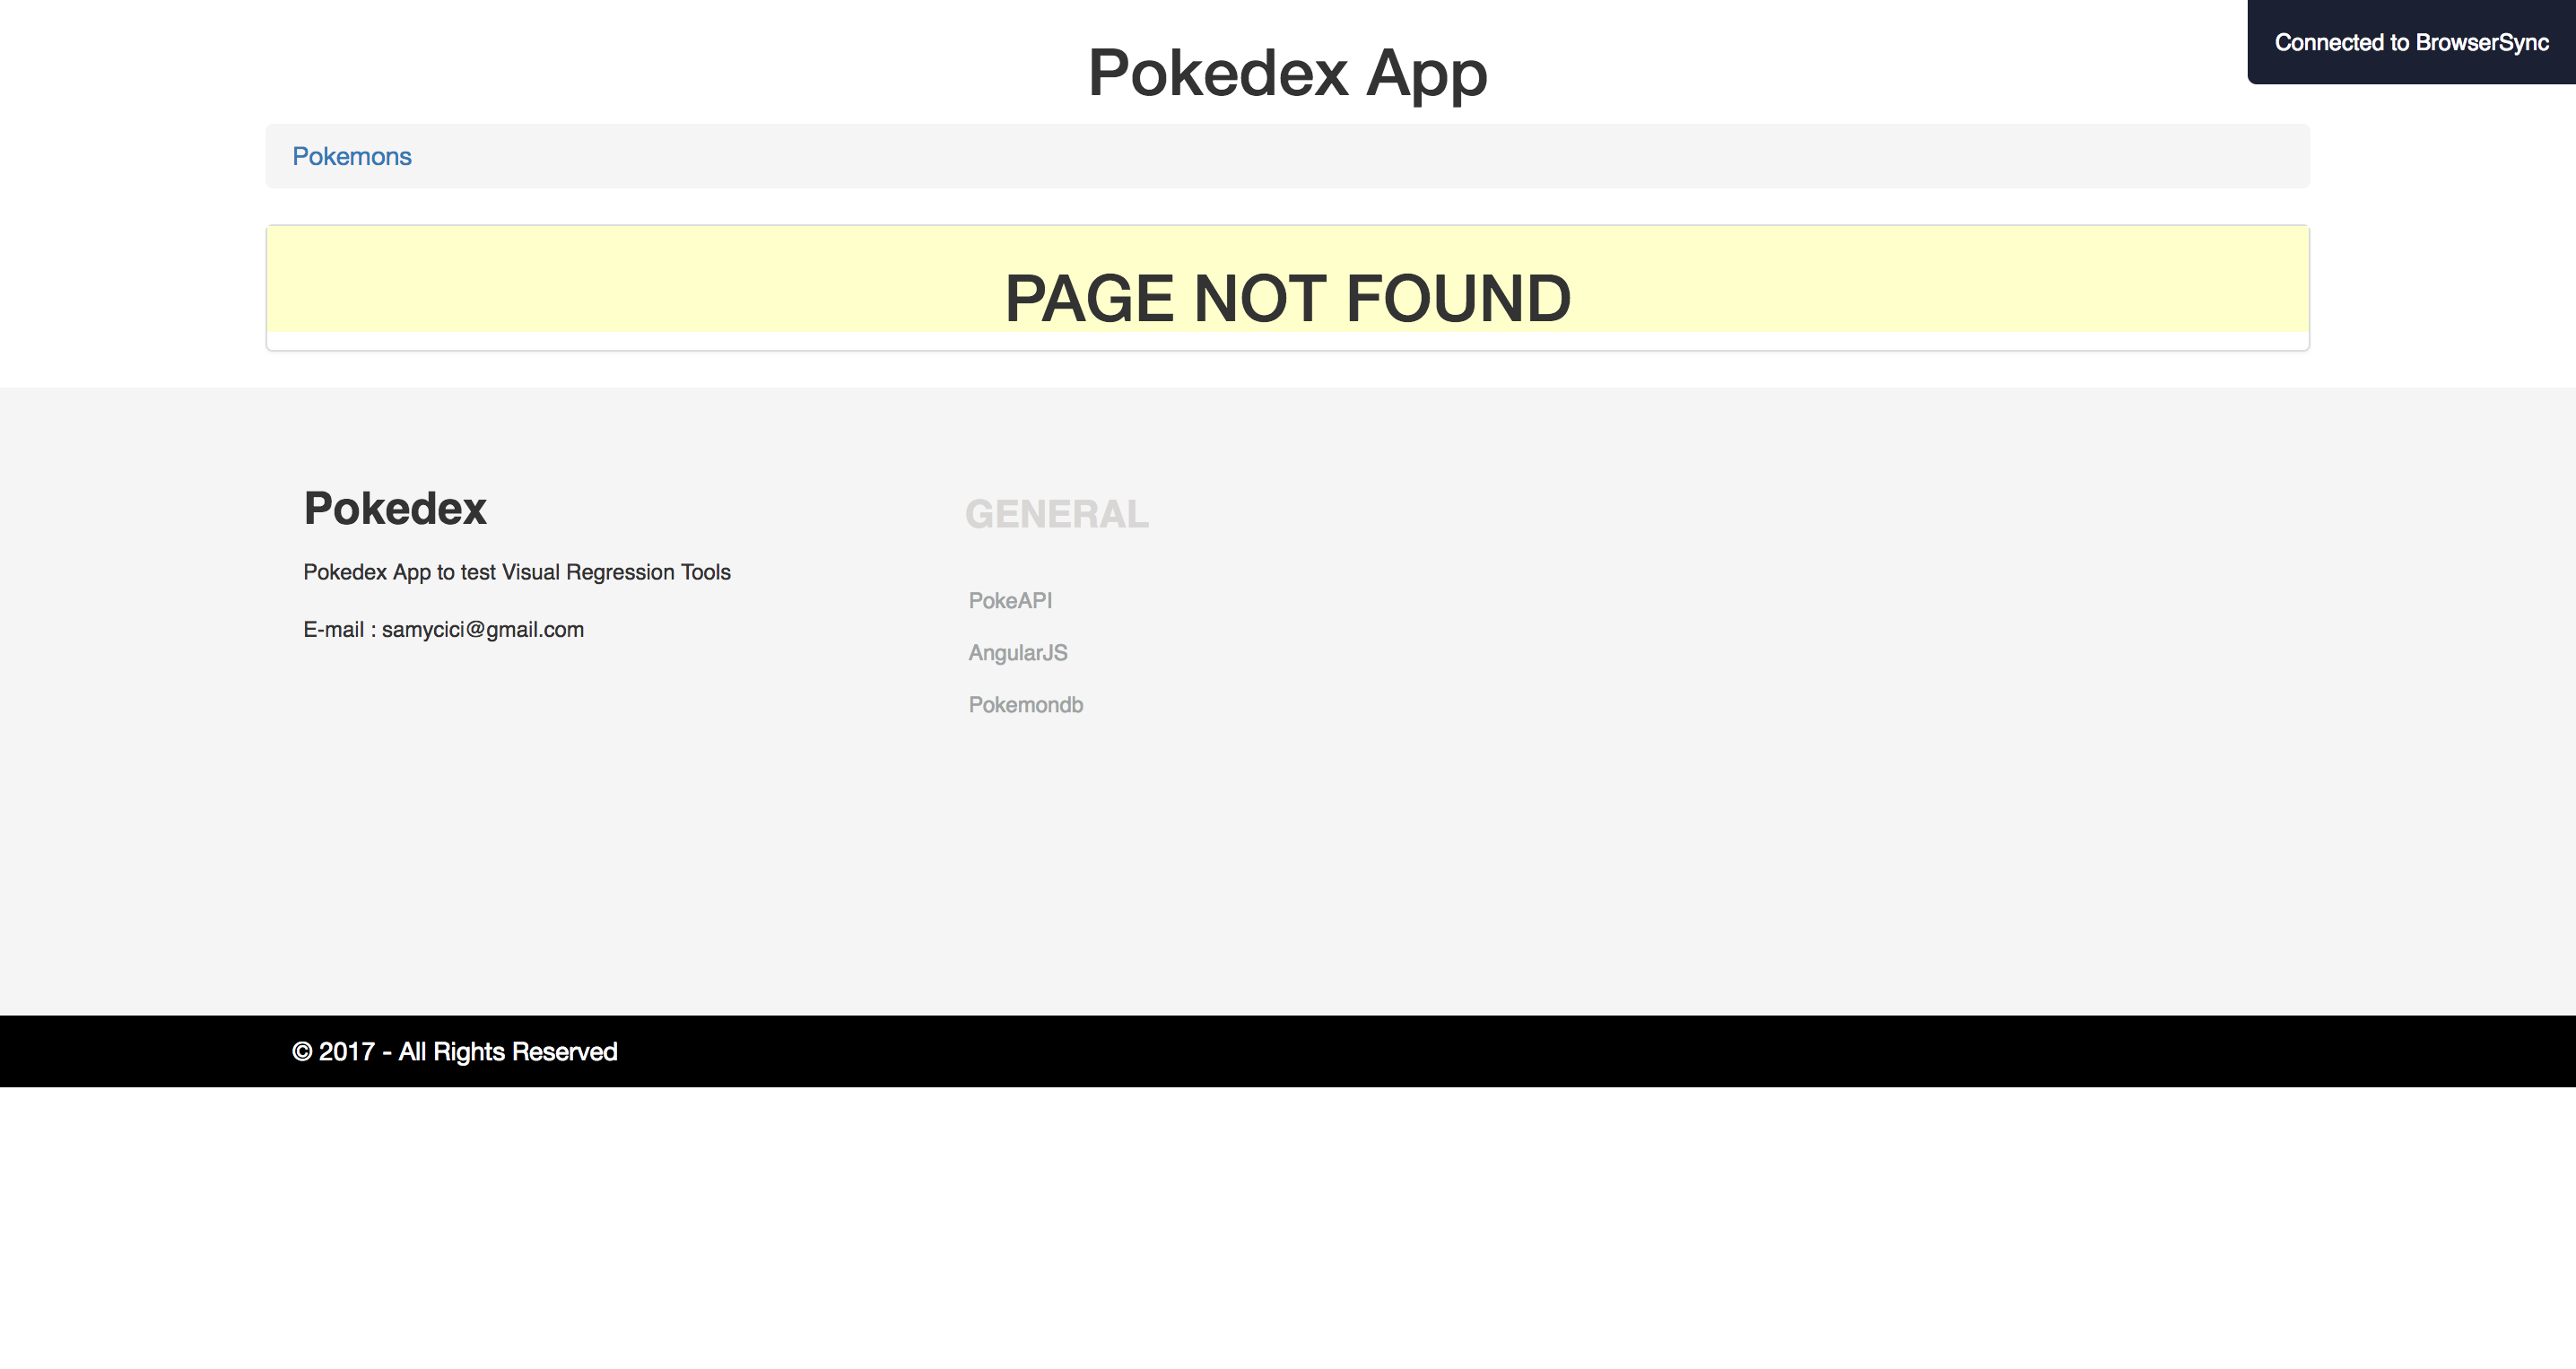 Connected to BrowserSync
Pokedex App
Pokemons
PAGE NOT FOUND
Pokedex
Pokedex App to test Visual Regression Tools
E-mail : samycici@gmail.com
GENERAL
PokeAPI
AngularJS
Pokemondb
© 2017 - All Rights Reserved